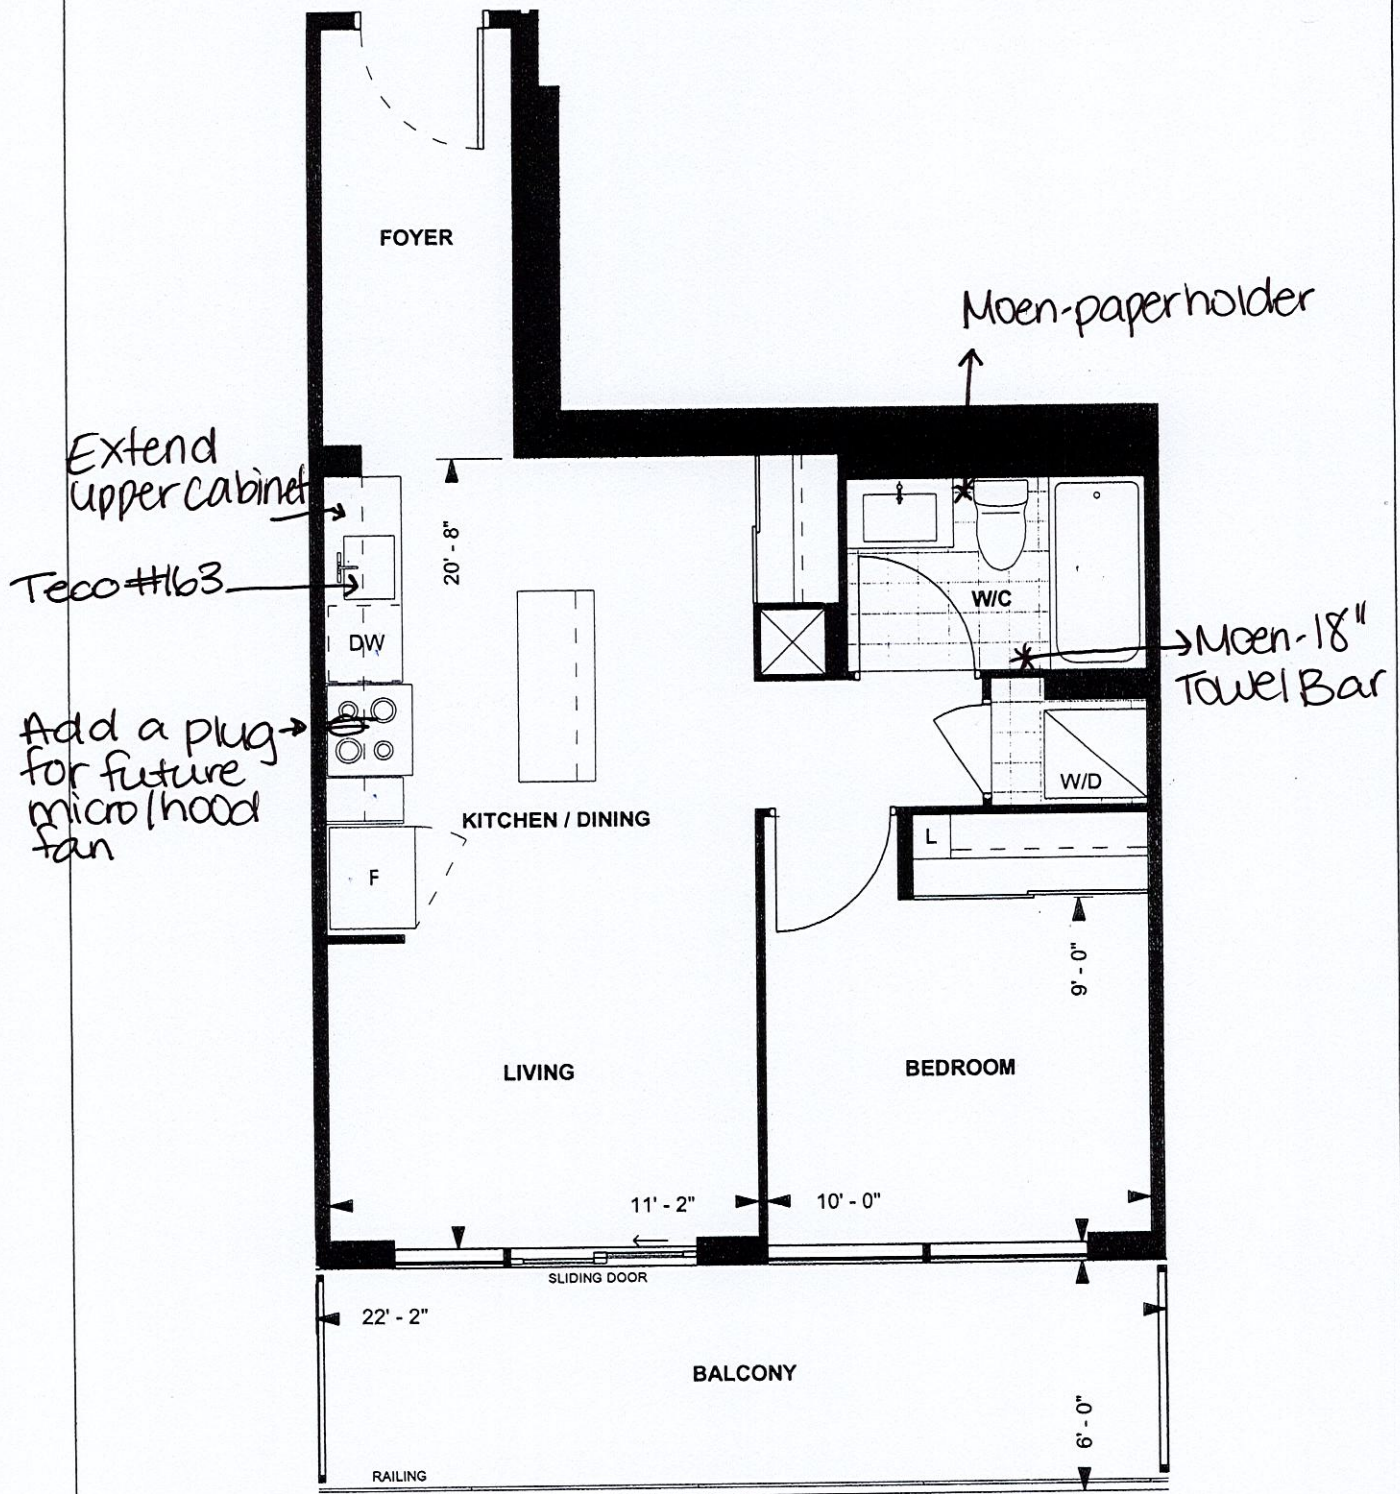 FOYER
Moen-paperholder
Extend
upper cabinet
20' - 8"
Teco #163
DW
W/C
Moen-18"
Towel Bar
Add a plug
for future
micro/hood
fan
W/D
KITCHEN / DINING
L
F
9' - 0"
LIVING
BEDROOM
11' - 2"
10' - 0"
SLIDING DOOR
22' - 2"
BALCONY
6' - 0"
RAILING